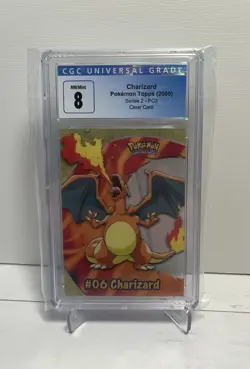 CGC UNIVERSAL GRADE
NM/Mint
8
Charizard
Pokémon Topps (2000)
Series 2 - PC3
Clear Card
Pokémon
#06 Charizard